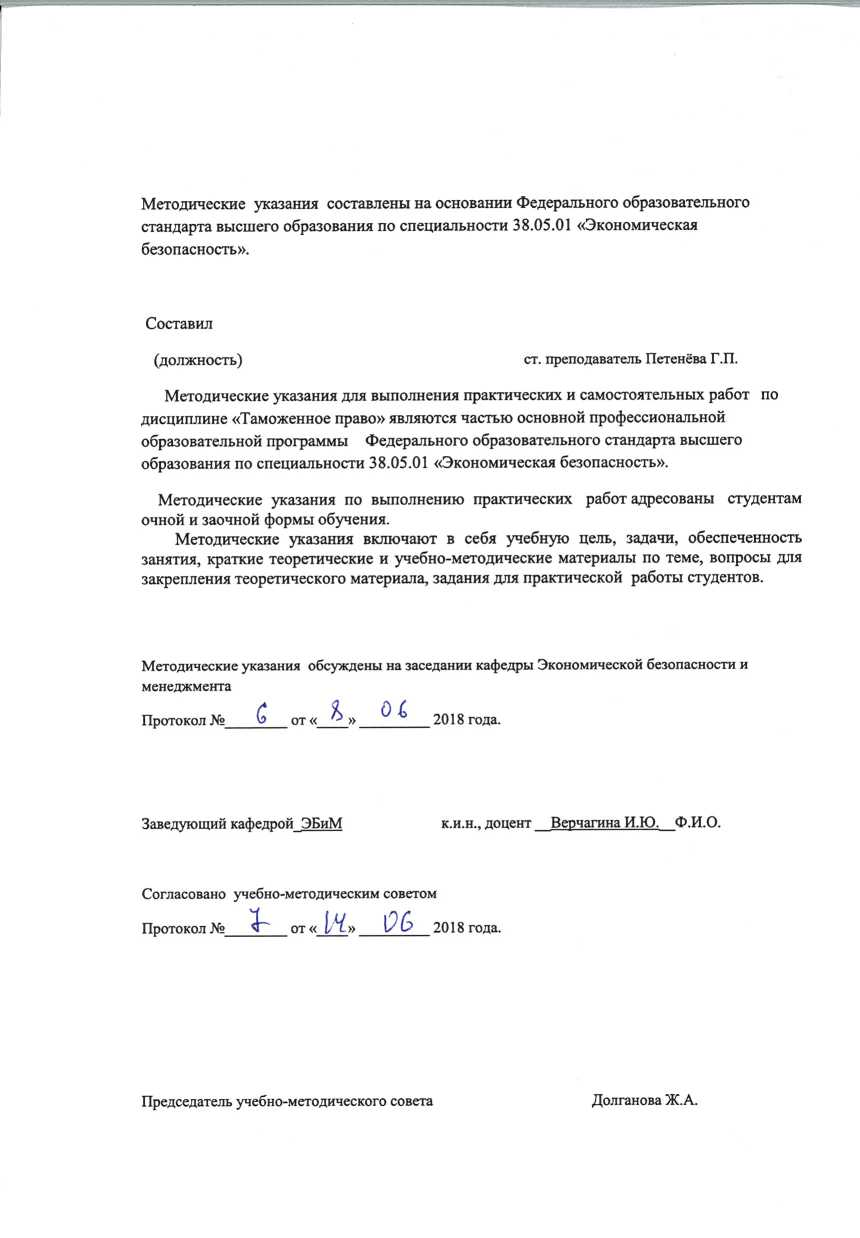 Методические указания составлены на основании Федерального образовательного
стандарта высшего образования по специальности 38.05.01 «Экономическая
безопасность».
Составил
(должность) ст. преподаватель Петенёва Г.П.
Методические указания для выполнения практических и самостоятельных работ по
дисциплине «Таможенное право» являются частью основной профессиональной
образовательной программы Федерального образовательного стандарта высшего
образования по специальности 38.05.01 «Экономическая безопасность».
Методические указания по выполнению практических работ адресованы студентам
очной и заочной формы обучения.
Методические указания включают в себя учебную цель, задачи, обеспеченность
занятия, краткие теоретические и учебно-методические материалы по теме, вопросы для
закрепления теоретического материала, задания для практической работы студентов.
Методические указания обсуждены на заседании кафедры Экономической безопасности и
менеджмента
Протокол № 6 от « 8 » 06 2018 года.
Заведующий кафедрой ЭБиМ к.и.н., доцент Верчагина И.Ю. Ф.И.О.
Согласовано учебно-методическим советом
Протокол № 7 от « 14 » 06 2018 года.
Председатель учебно-методического совета Долганова Ж.А.